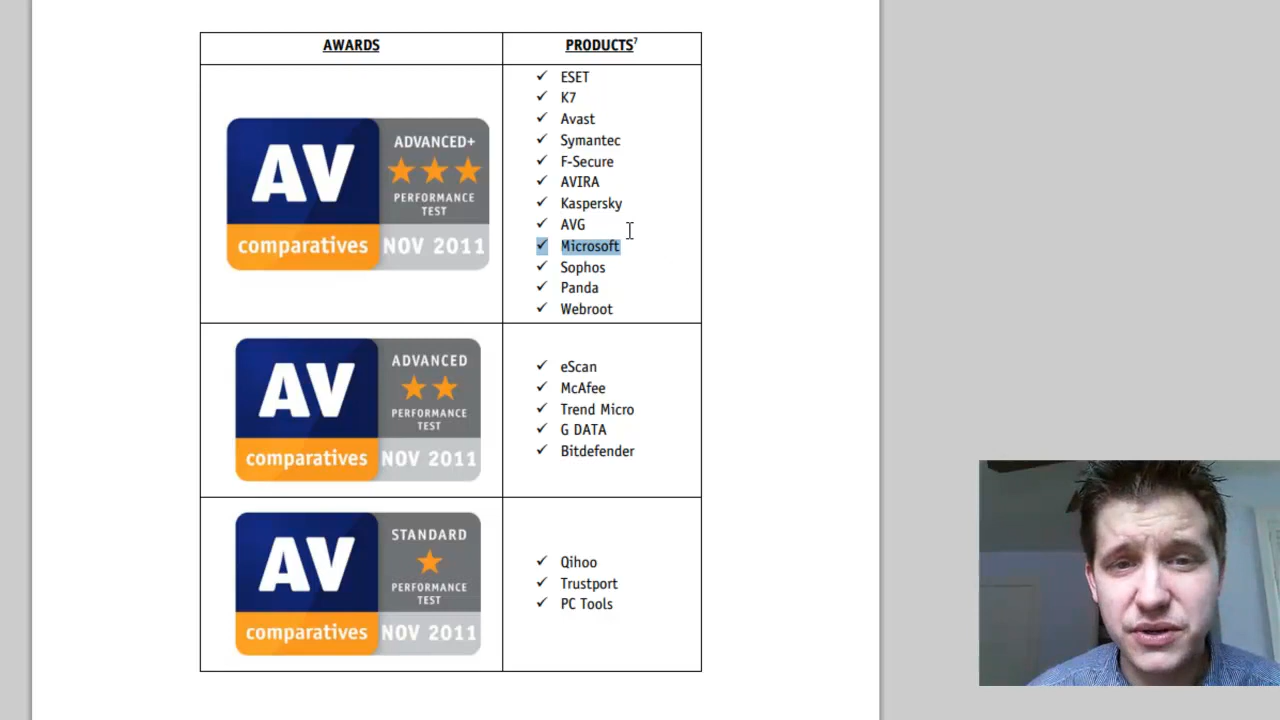 AWARDS
PRODUCTS7
AV
ADVANCED+
PERFORMANCE
TEST
comparatives
NOV 2011
✓ ESET
✓ K7
✓ Avast
✓ Symantec
✓ F-Secure
✓ AVIRA
✓ Kaspersky
✓ AVG
✓ Microsoft
✓ Sophos
✓ Panda
✓ Webroot
AV
ADVANCED
PERFORMANCE
TEST
comparatives
NOV 2011
✓ eScan
✓ McAfee
✓ Trend Micro
✓ G DATA
✓ Bitdefender
AV
STANDARD
PERFORMANCE
TEST
comparatives
NOV 2011
✓ Qihoo
✓ Trustport
✓ PC Tools